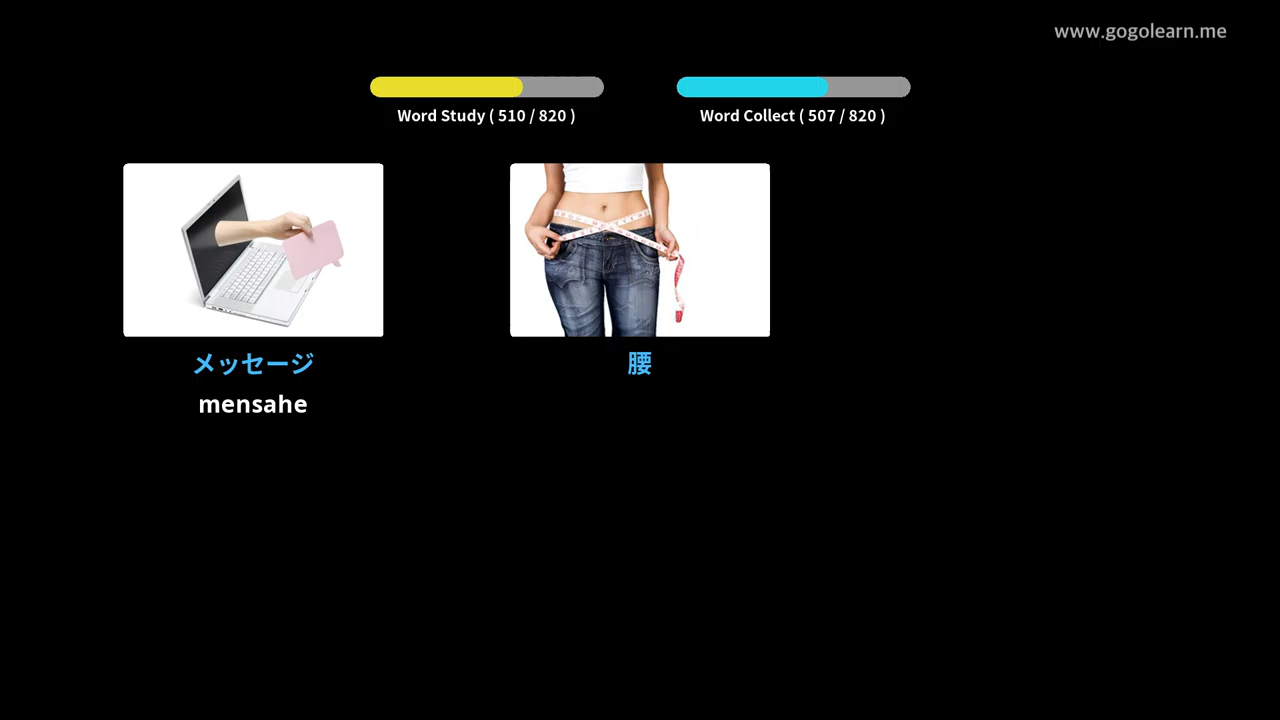 www.gogolearn.me
Word Study ( 510 / 820 )
Word Collect ( 507 / 820 )
メッセージ
腰
mensahe